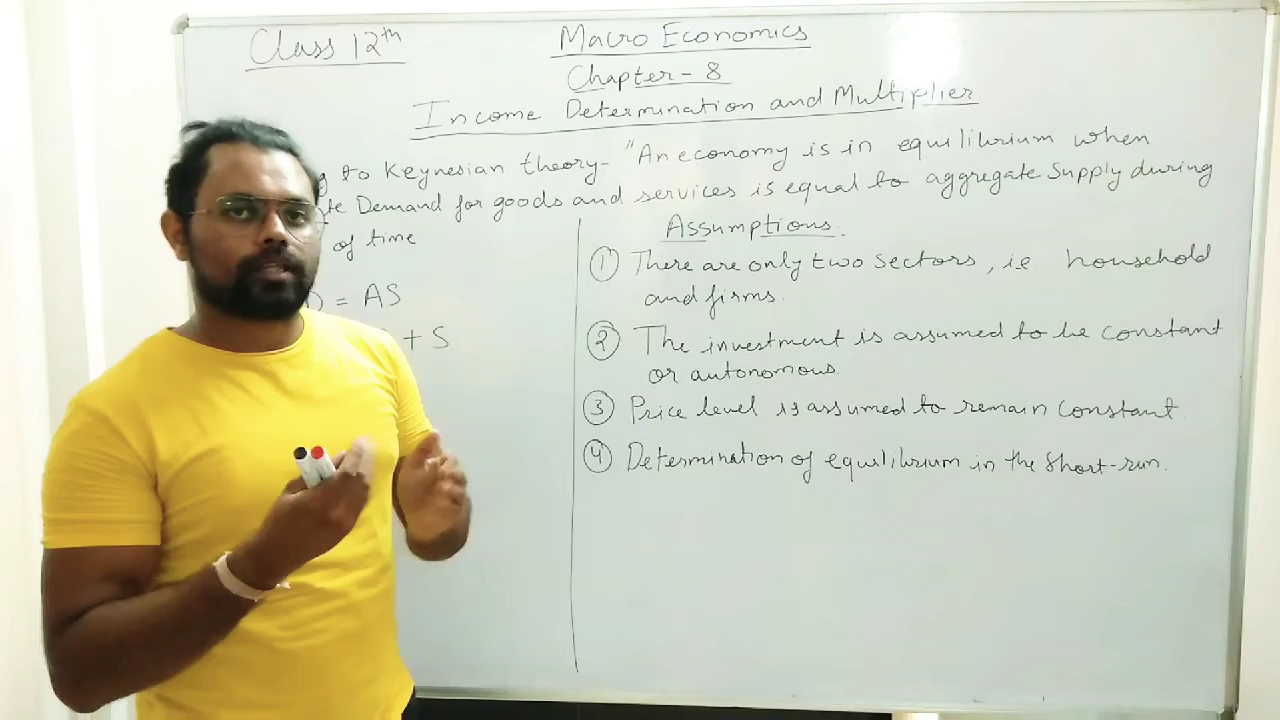 Class 12th
Macro Economics
Chapter - 8
Income Determination and Multiplier
to Keynesian theory- "An economy is in equilibrium when
Demand for goods and services is equal to aggregate Supply during
of time
= AS
+ S
Assumptions.
① There are only two sectors, i.e. household
and firms.
② The investment is assumed to be constant
or autonomous
③ Price level is assumed to remain constant
④ Determination of equilibrium in the short-run.